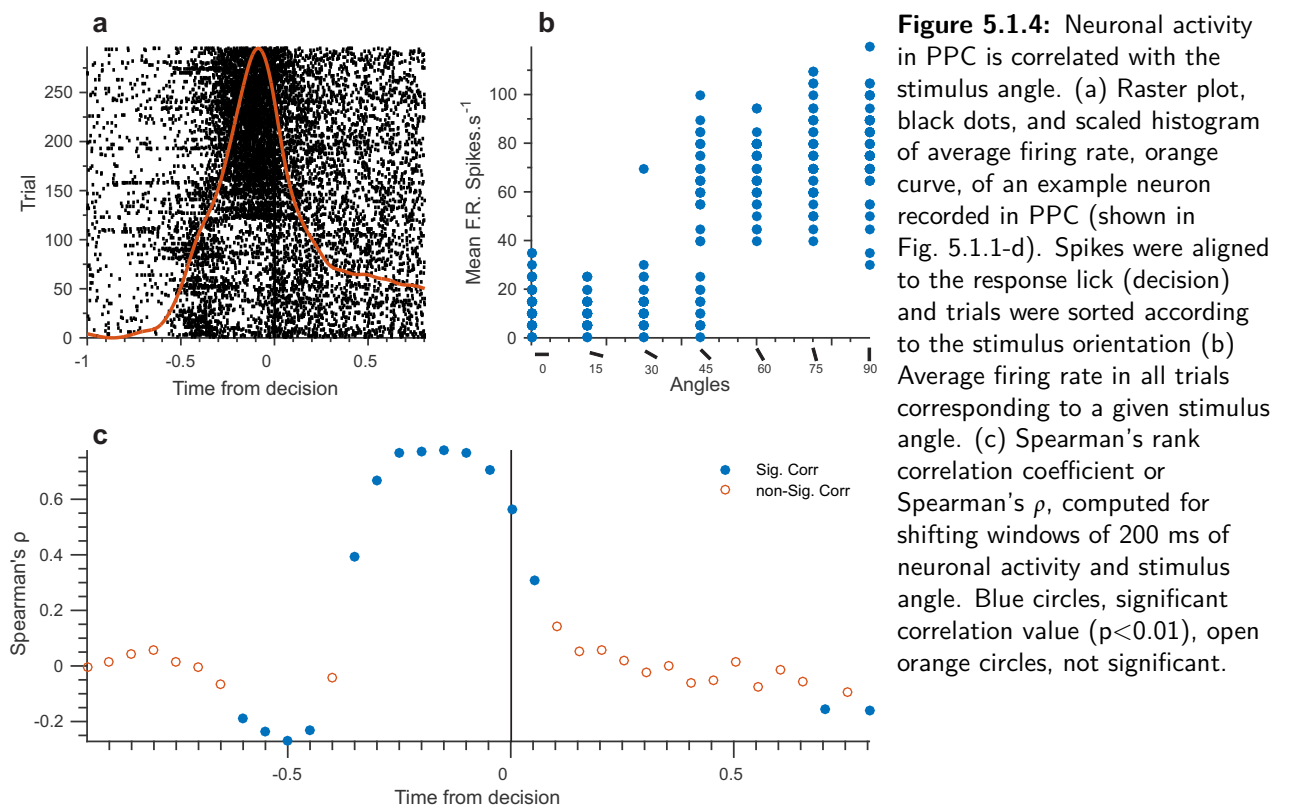 a
250
200
150
100
50
0
Trial
-1
-0.5
0
0.5
Time from decision
b
100
80
60
40
20
0
Mean F.R. Spikes.s-1
0
15
30
45
60
75
90
Angles
c
0.6
0.4
0.2
0
-0.2
Spearman's ρ
Sig. Corr
non-Sig. Corr
-0.5
0
0.5
Time from decision
Figure 5.1.4: Neuronal activity
in PPC is correlated with the
stimulus angle. (a) Raster plot,
black dots, and scaled histogram
of average firing rate, orange
curve, of an example neuron
recorded in PPC (shown in
Fig. 5.1.1-d). Spikes were aligned
to the response lick (decision)
and trials were sorted according
to the stimulus orientation (b)
Average firing rate in all trials
corresponding to a given stimulus
angle. (c) Spearman's rank
correlation coefficient or
Spearman's ρ, computed for
shifting windows of 200 ms of
neuronal activity and stimulus
angle. Blue circles, significant
correlation value (p<0.01), open
orange circles, not significant.